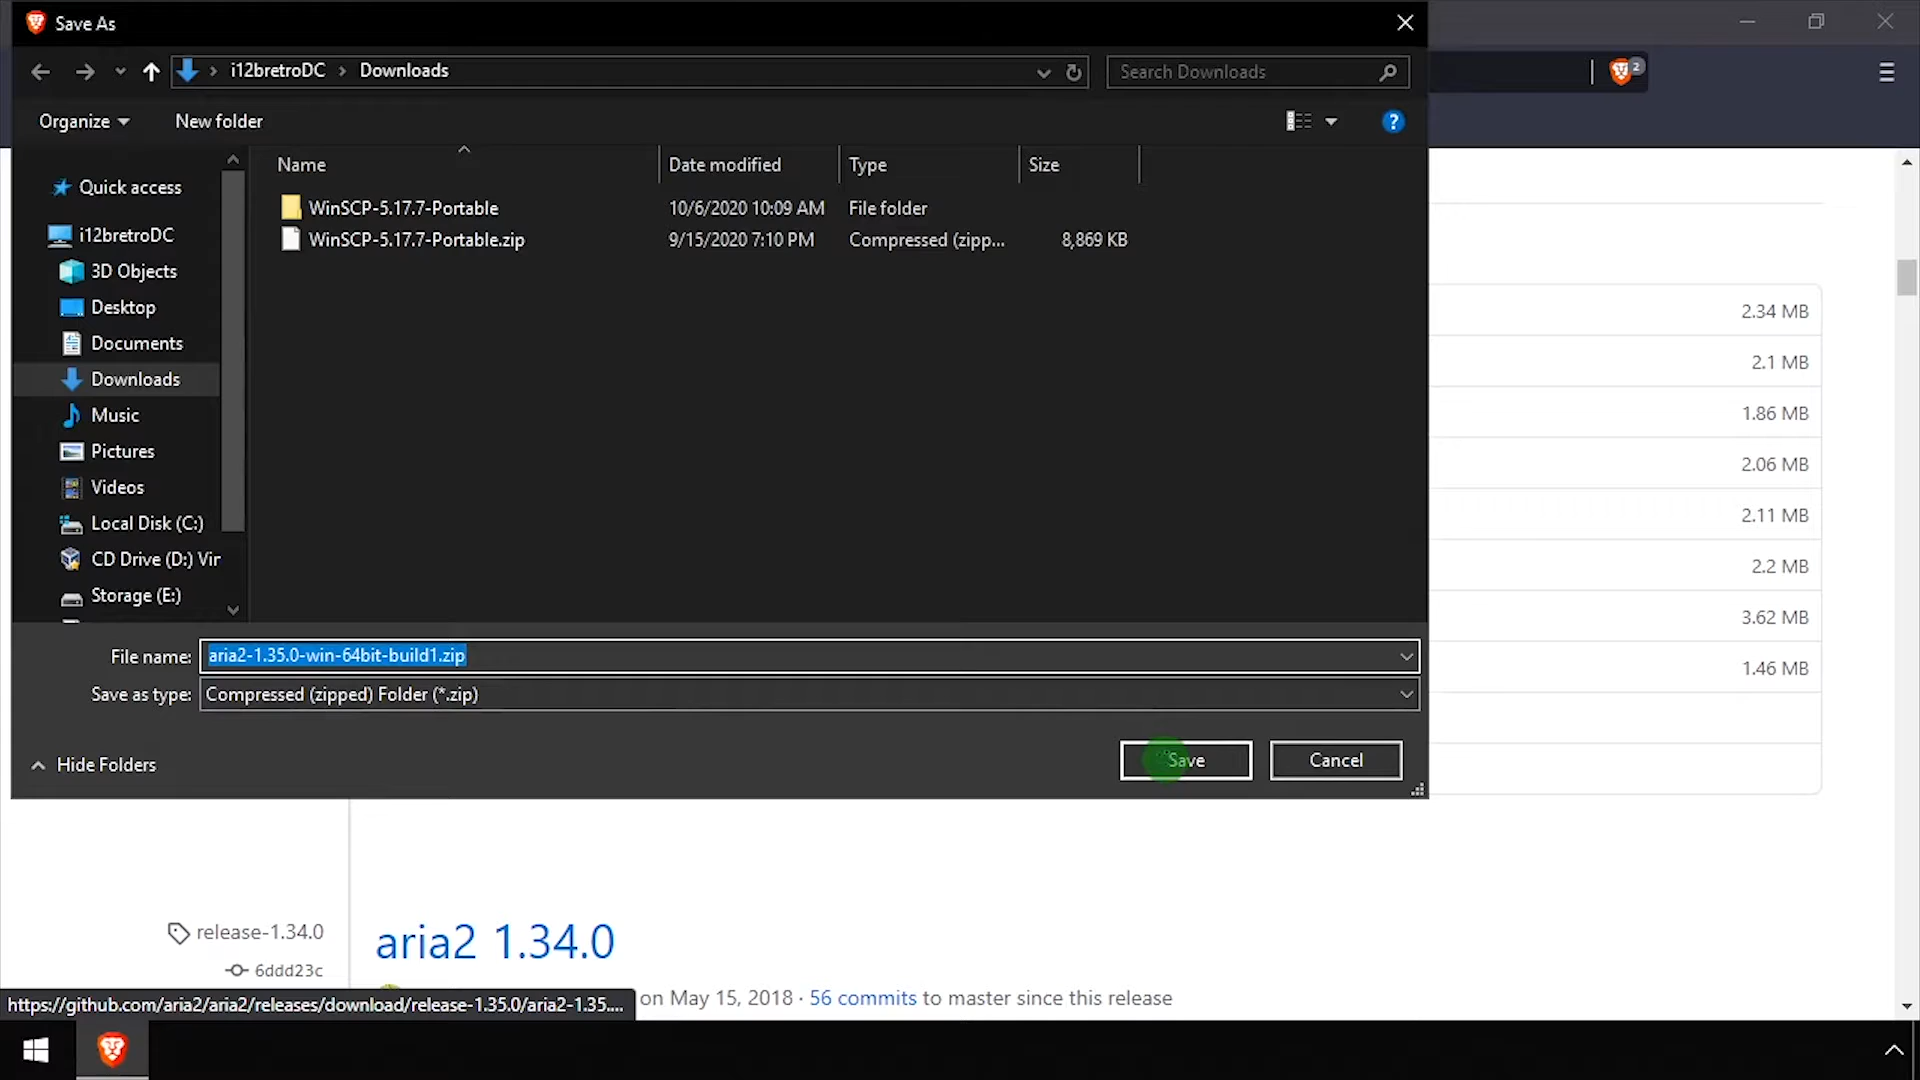 Save As
i12bretroDC > Downloads
Search Downloads
2
Organize
New folder
?
Name
Date modified
Type
Size
Quick access
i12bretroDC
3D Objects
Desktop
Documents
Downloads
Music
Pictures
Videos
Local Disk (C:)
CD Drive (D:) Vir
Storage (E:)
WinSCP-5.17.7-Portable 10/6/2020 10:09 AM File folder
WinSCP-5.17.7-Portable.zip 9/15/2020 7:10 PM Compressed (zipp... 8,869 KB
2.34 MB
2.1 MB
1.86 MB
2.06 MB
2.11 MB
2.2 MB
3.62 MB
1.46 MB
File name: aria2-1.35.0-win-64bit-build1.zip
Save as type: Compressed (zipped) Folder (*.zip)
Hide Folders
Save
Cancel
release-1.34.0
aria2 1.34.0
6ddd23c
on May 15, 2018 · 56 commits to master since this release
https://github.com/aria2/aria2/releases/download/release-1.35.0/aria2-1.35....